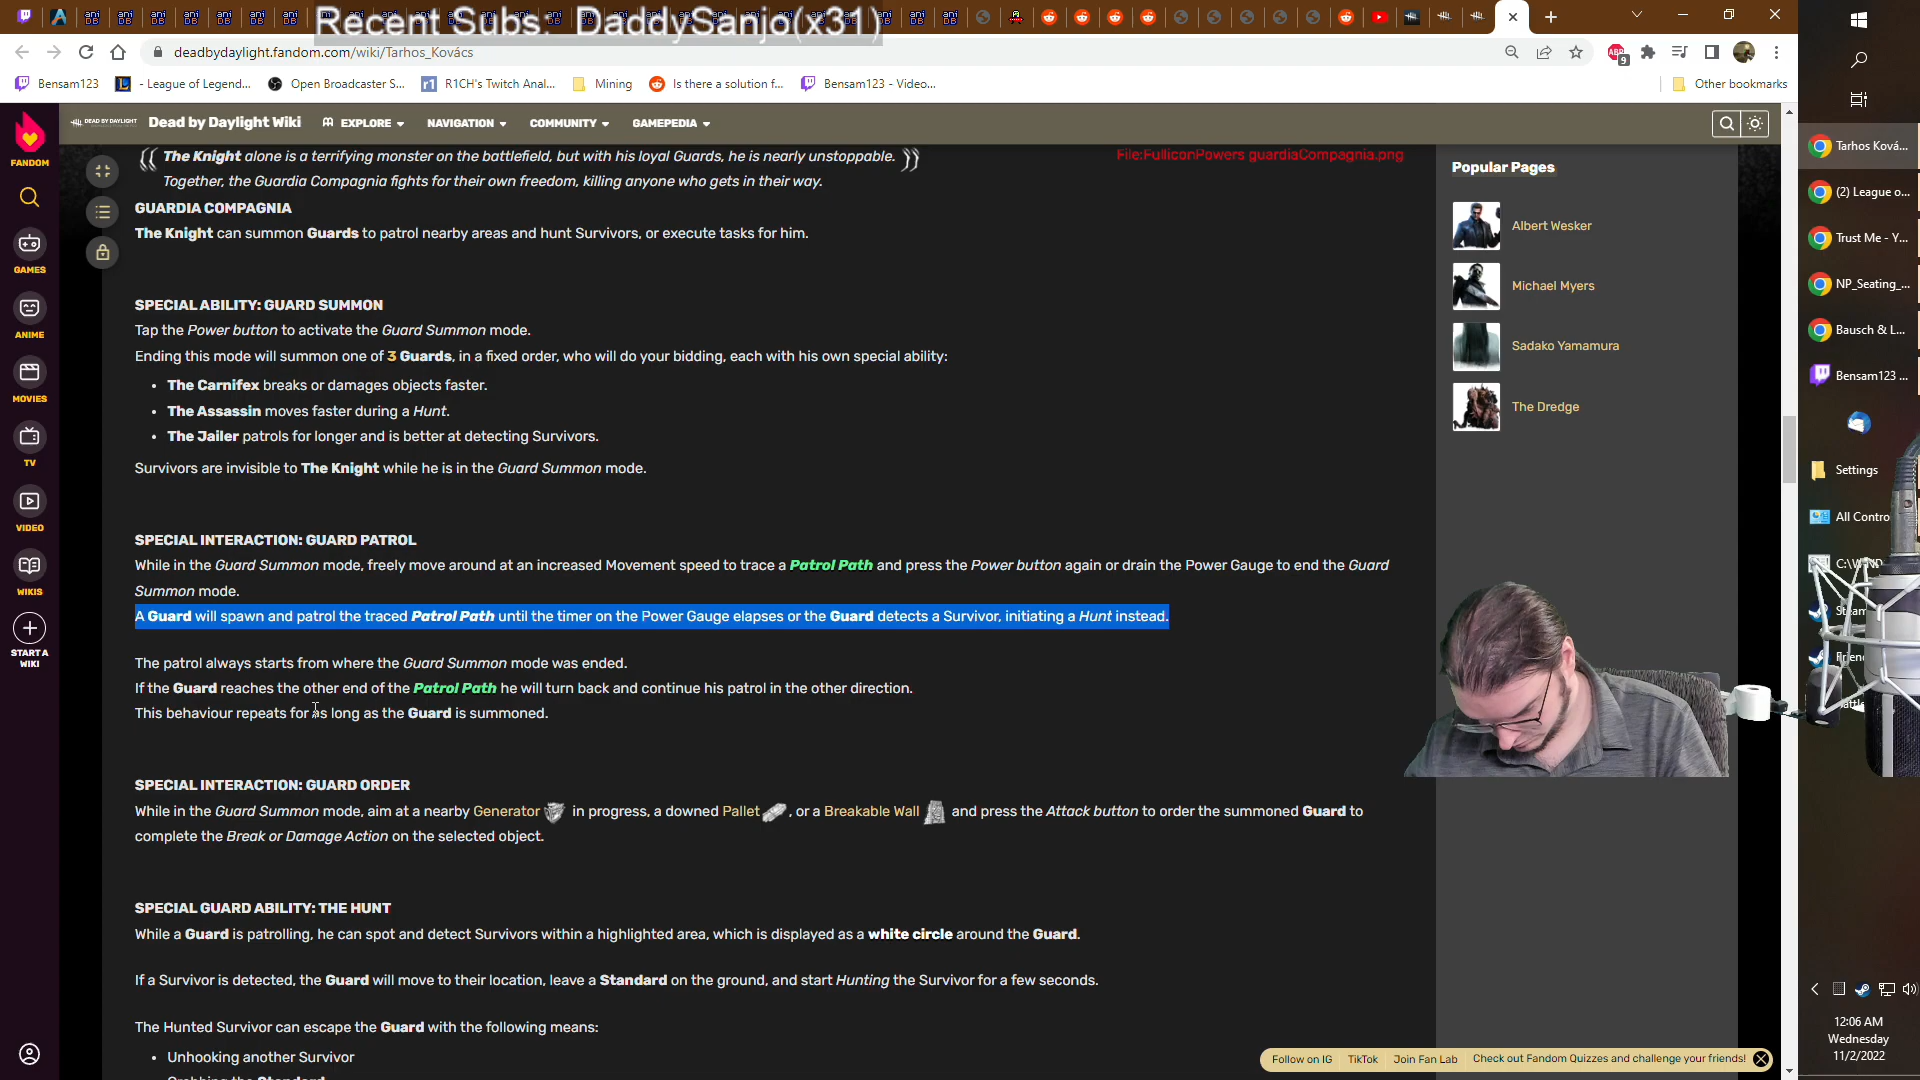 Recent Subs: DaddySanjo(x31)
deadbydaylight.fandom.com/wiki/Tarhos_Kovács
Bensam123
- League of Legend...
Open Broadcaster S...
R1CH's Twitch Anal...
Mining
Is there a solution f...
Bensam123 - Video...
Other bookmarks
FANDOM
GAMES
ANIME
MOVIES
TV
VIDEO
WIKIS
START A
WIKI
DEAD BY DAYLIGHT
Dead by Daylight Wiki
EXPLORE
NAVIGATION
COMMUNITY
GAMEPEDIA
The Knight alone is a terrifying monster on the battlefield, but with his loyal Guards, he is nearly unstoppable.
Together, the Guardia Compagnia fights for their own freedom, killing anyone who gets in their way.
File:FullIconPowers guardiaCompagnia.png
GUARDIA COMPAGNIA
The Knight can summon Guards to patrol nearby areas and hunt Survivors, or execute tasks for him.
SPECIAL ABILITY: GUARD SUMMON
Tap the Power button to activate the Guard Summon mode.
Ending this mode will summon one of 3 Guards, in a fixed order, who will do your bidding, each with his own special ability:
• The Carnifex breaks or damages objects faster.
• The Assassin moves faster during a Hunt.
• The Jailer patrols for longer and is better at detecting Survivors.
Survivors are invisible to The Knight while he is in the Guard Summon mode.
SPECIAL INTERACTION: GUARD PATROL
While in the Guard Summon mode, freely move around at an increased Movement speed to trace a Patrol Path and press the Power button again or drain the Power Gauge to end the Guard
Summon mode.
A Guard will spawn and patrol the traced Patrol Path until the timer on the Power Gauge elapses or the Guard detects a Survivor, initiating a Hunt instead.
The patrol always starts from where the Guard Summon mode was ended.
If the Guard reaches the other end of the Patrol Path he will turn back and continue his patrol in the other direction.
This behaviour repeats for as long as the Guard is summoned.
SPECIAL INTERACTION: GUARD ORDER
While in the Guard Summon mode, aim at a nearby Generator in progress, a downed Pallet, or a Breakable Wall and press the Attack button to order the summoned Guard to
complete the Break or Damage Action on the selected object.
SPECIAL GUARD ABILITY: THE HUNT
While a Guard is patrolling, he can spot and detect Survivors within a highlighted area, which is displayed as a white circle around the Guard.
If a Survivor is detected, the Guard will move to their location, leave a Standard on the ground, and start Hunting the Survivor for a few seconds.
The Hunted Survivor can escape the Guard with the following means:
• Unhooking another Survivor
Popular Pages
Albert Wesker
Michael Myers
Sadako Yamamura
The Dredge
Follow on IG
TikTok
Join Fan Lab
Check out Fandom Quizzes and challenge your friends!
Tarhos Ková...
(2) League o...
Trust Me - Y...
NP_Seating_...
Bausch & L...
Bensam123 ...
Settings
All Contro
12:06 AM
Wednesday
11/2/2022